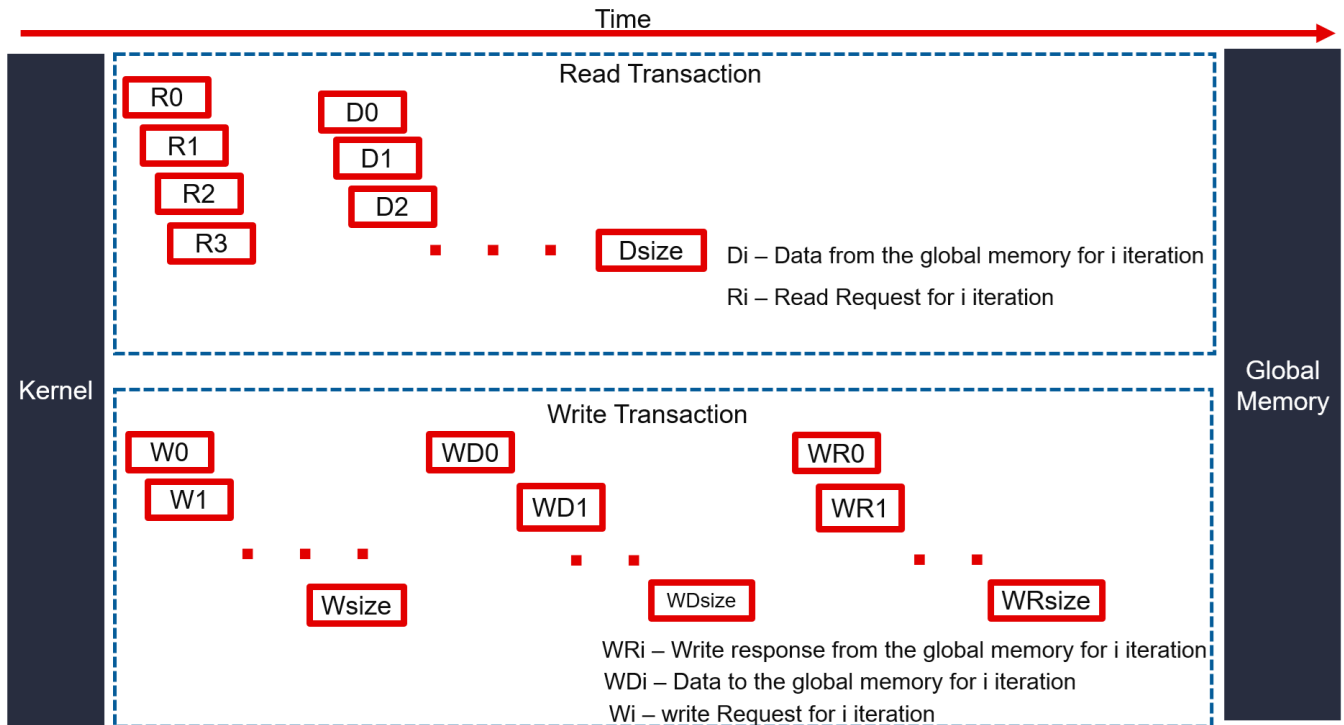 Time
Kernel
Read Transaction
R0
D0
R1
D1
R2
D2
R3
Dsize
Di – Data from the global memory for i iteration
Ri – Read Request for i iteration
Write Transaction
W0
WD0
WR0
W1
WD1
WR1
Wsize
WDsize
WRsize
WRi – Write response from the global memory for i iteration
WDi – Data to the global memory for i iteration
Wi – write Request for i iteration
Global
Memory